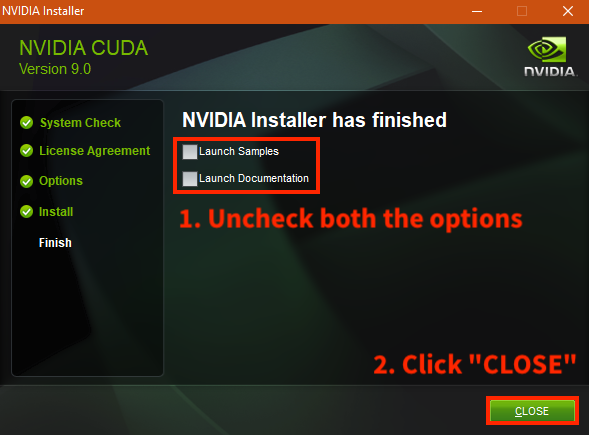 NVIDIA Installer
NVIDIA CUDA
Version 9.0
NVIDIA.
System Check
License Agreement
Options
Install
Finish
NVIDIA Installer has finished
Launch Samples
Launch Documentation
1. Uncheck both the options
2. Click "CLOSE"
CLOSE